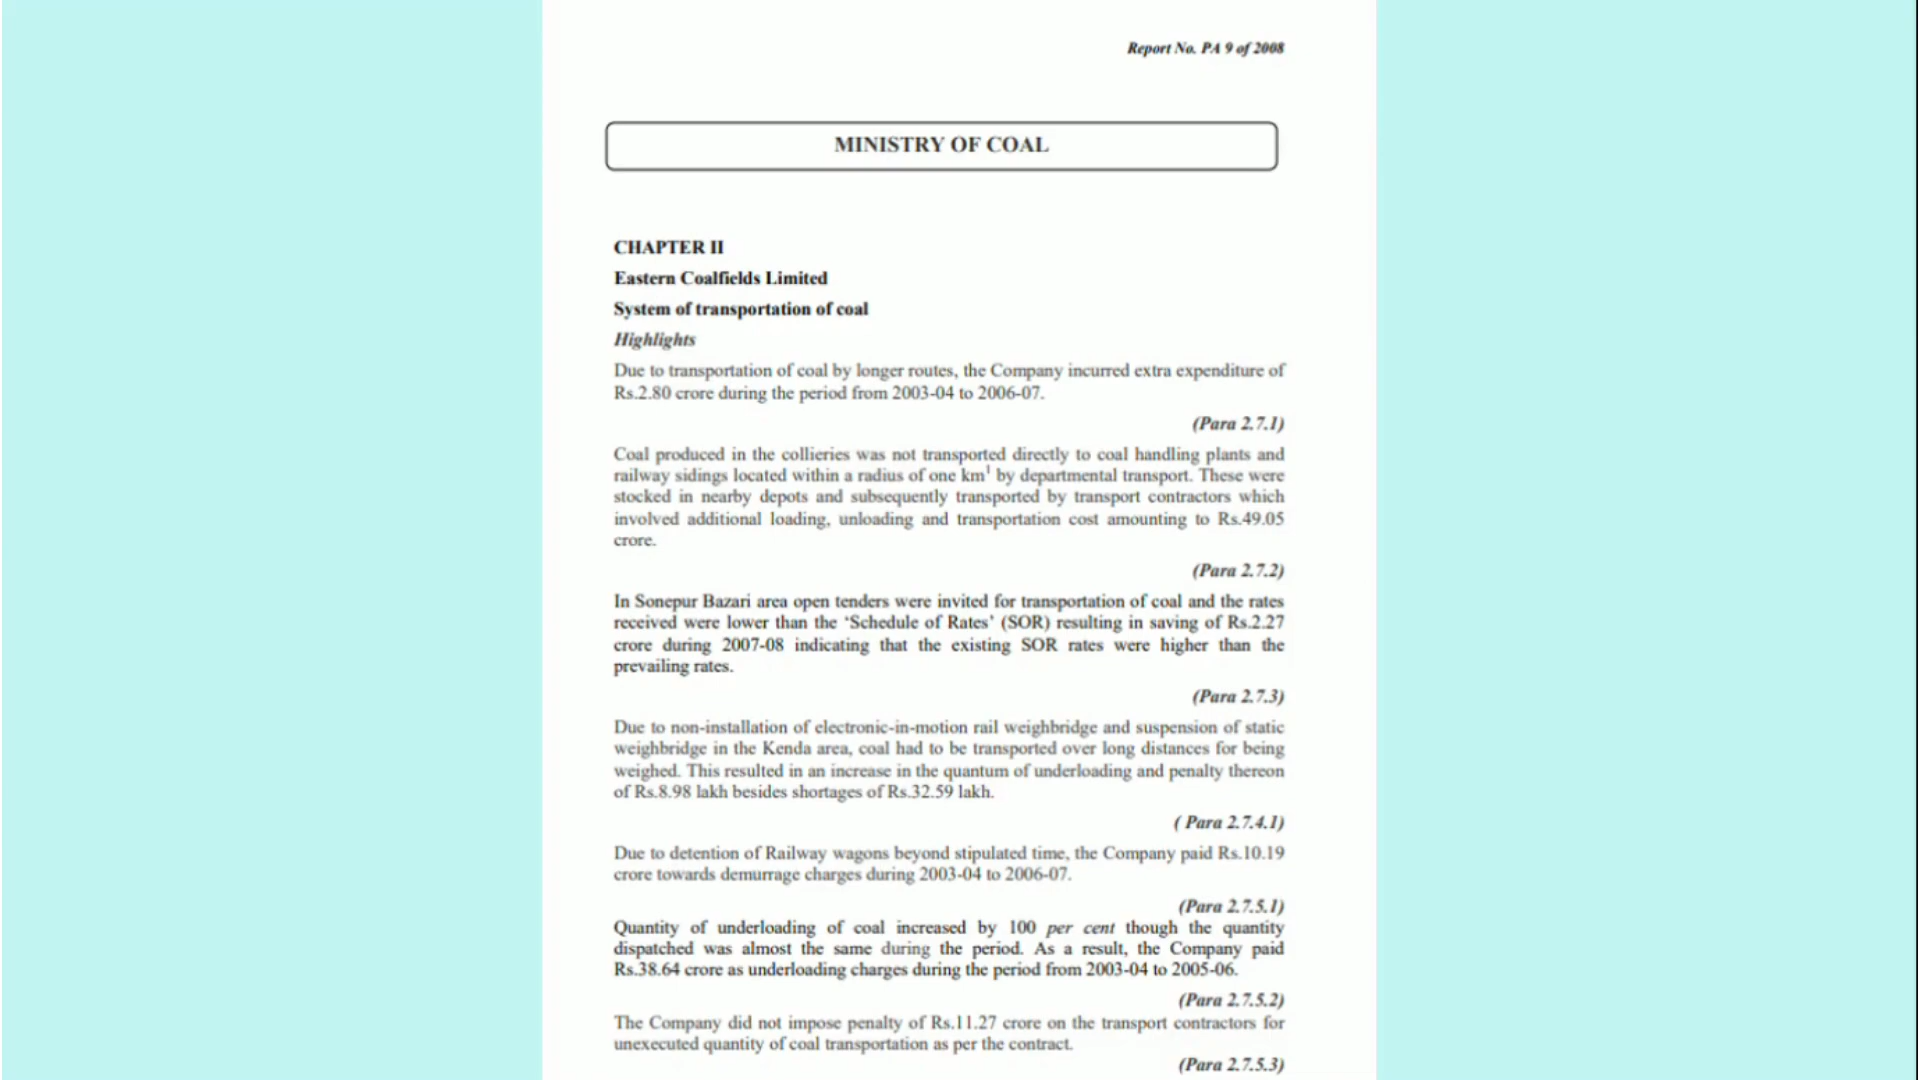 Report No. PA 9 of 2008
MINISTRY OF COAL
CHAPTER II
Eastern Coalfields Limited
System of transportation of coal
Highlights
Due to transportation of coal by longer routes, the Company incurred extra expenditure of
Rs.2.80 crore during the period from 2003-04 to 2006-07.
(Para 2.7.1)
Coal produced in the collieries was not transported directly to coal handling plants and
railway sidings located within a radius of one km¹ by departmental transport. These were
stocked in nearby depots and subsequently transported by transport contractors which
involved additional loading, unloading and transportation cost amounting to Rs.49.05
crore.
(Para 2.7.2)
In Sonepur Bazari area open tenders were invited for transportation of coal and the rates
received were lower than the ‘Schedule of Rates’ (SOR) resulting in saving of Rs.2.27
crore during 2007-08 indicating that the existing SOR rates were higher than the
prevailing rates.
(Para 2.7.3)
Due to non-installation of electronic-in-motion rail weighbridge and suspension of static
weighbridge in the Kenda area, coal had to be transported over long distances for being
weighed. This resulted in an increase in the quantum of underloading and penalty thereon
of Rs.8.98 lakh besides shortages of Rs.32.59 lakh.
( Para 2.7.4.1)
Due to detention of Railway wagons beyond stipulated time, the Company paid Rs.10.19
crore towards demurrage charges during 2003-04 to 2006-07.
(Para 2.7.5.1)
Quantity of underloading of coal increased by 100 per cent though the quantity
dispatched was almost the same during the period. As a result, the Company paid
Rs.38.64 crore as underloading charges during the period from 2003-04 to 2005-06.
(Para 2.7.5.2)
The Company did not impose penalty of Rs.11.27 crore on the transport contractors for
unexecuted quantity of coal transportation as per the contract.
(Para 2.7.5.3)